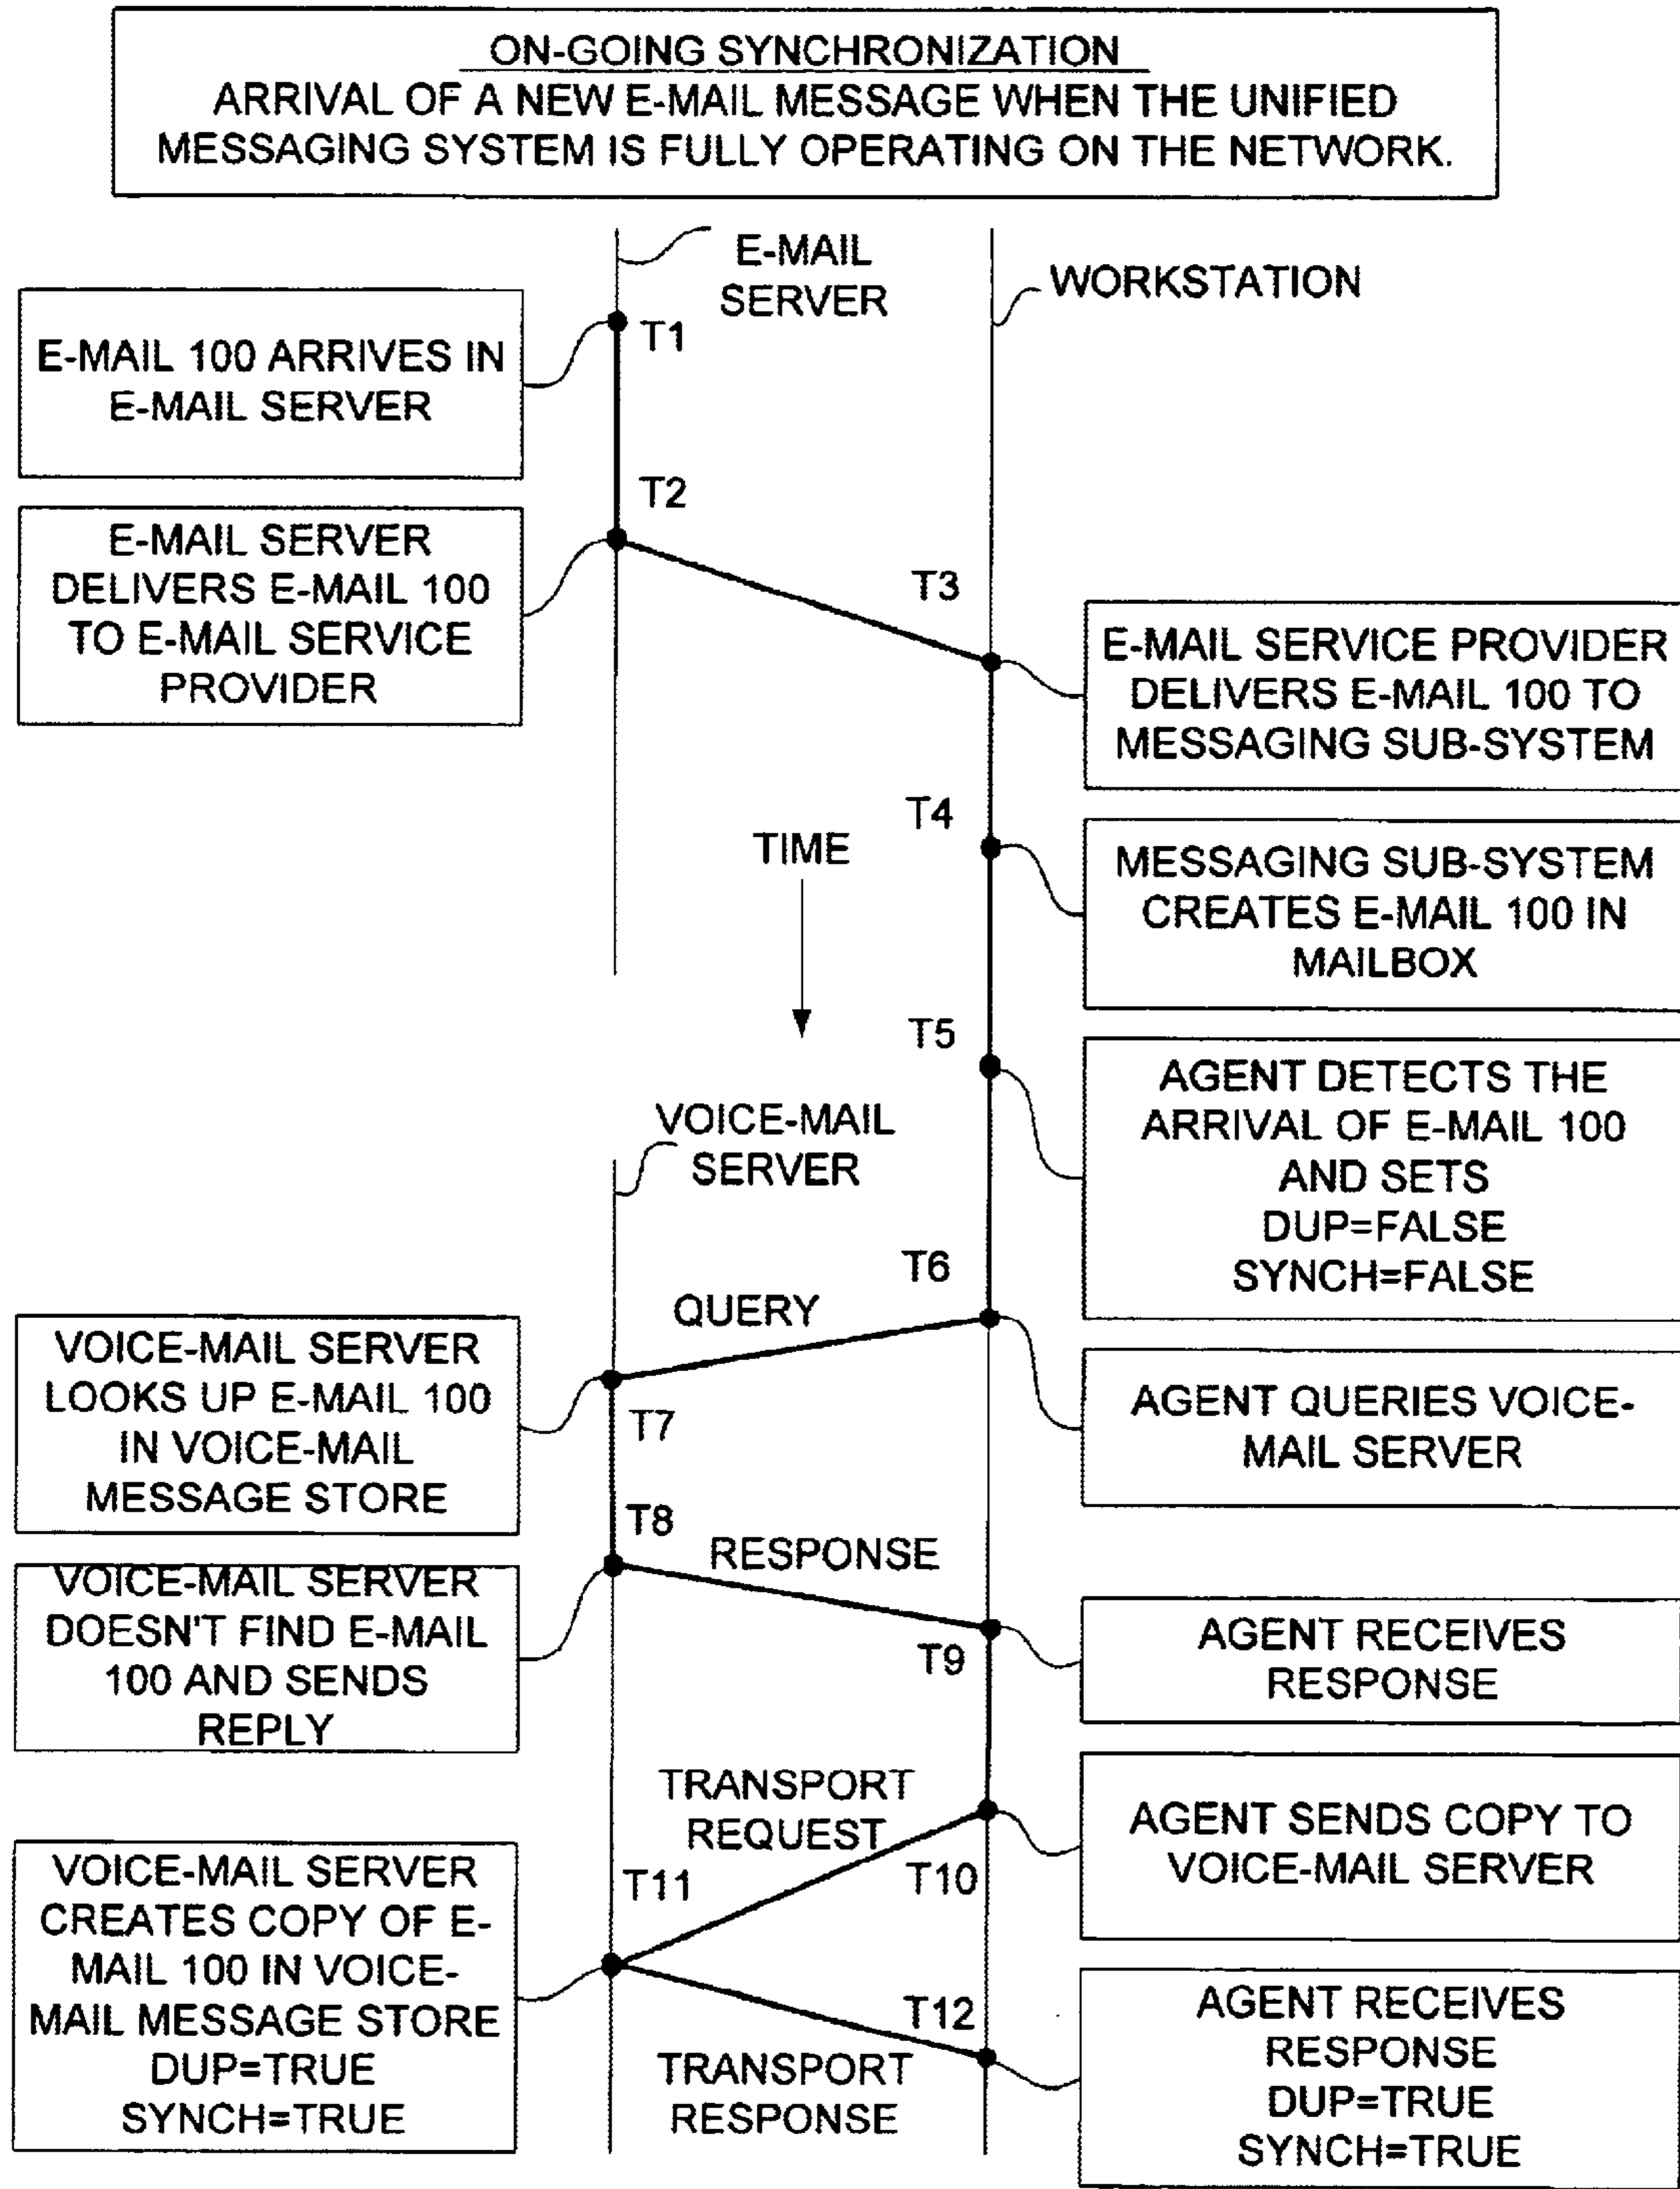 ON-GOING SYNCHRONIZATION
ARRIVAL OF A NEW E-MAIL MESSAGE WHEN THE UNIFIED
MESSAGING SYSTEM IS FULLY OPERATING ON THE NETWORK.
E-MAIL
SERVER
WORKSTATION
E-MAIL 100 ARRIVES IN
E-MAIL SERVER
T1
T2
E-MAIL SERVER
DELIVERS E-MAIL 100
TO E-MAIL SERVICE
PROVIDER
T3
E-MAIL SERVICE PROVIDER
DELIVERS E-MAIL 100 TO
MESSAGING SUB-SYSTEM
T4
TIME
MESSAGING SUB-SYSTEM
CREATES E-MAIL 100 IN
MAILBOX
T5
AGENT DETECTS THE
ARRIVAL OF E-MAIL 100
AND SETS
DUP=FALSE
SYNCH=FALSE
VOICE-MAIL
SERVER
T6
QUERY
VOICE-MAIL SERVER
LOOKS UP E-MAIL 100
IN VOICE-MAIL
MESSAGE STORE
T7
AGENT QUERIES VOICE-
MAIL SERVER
T8
RESPONSE
VOICE-MAIL SERVER
DOESN'T FIND E-MAIL
100 AND SENDS
REPLY
T9
AGENT RECEIVES
RESPONSE
TRANSPORT
REQUEST
T10
AGENT SENDS COPY TO
VOICE-MAIL SERVER
T11
VOICE-MAIL SERVER
CREATES COPY OF E-
MAIL 100 IN VOICE-
MAIL MESSAGE STORE
DUP=TRUE
SYNCH=TRUE
T12
TRANSPORT
RESPONSE
AGENT RECEIVES
RESPONSE
DUP=TRUE
SYNCH=TRUE